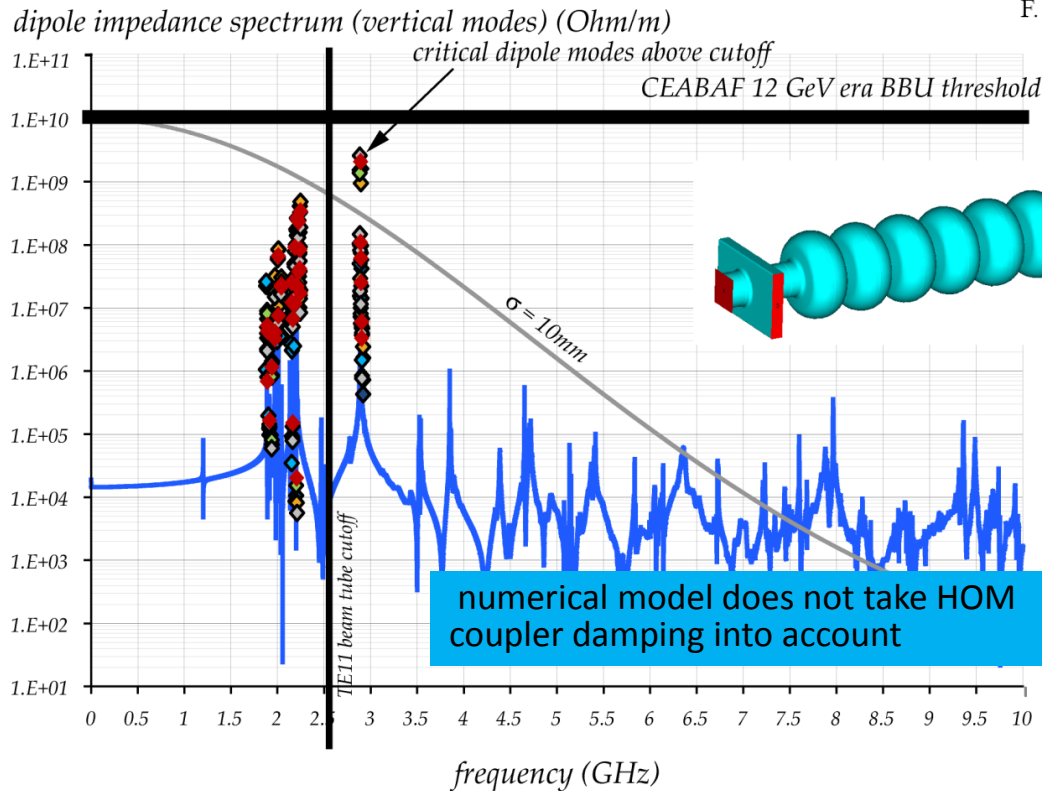 dipole impedance spectrum (vertical modes) (Ohm/m)
F.
critical dipole modes above cutoff
CEABAF 12 GeV era BBU threshold
1.E+11
1.E+10
1.E+09
1.E+08
1.E+07
1.E+06
1.E+05
1.E+04
1.E+03
1.E+02
1.E+01
σ = 10mm
TE11 beam tube cutoff
numerical model does not take HOM
coupler damping into account
0 0.5 1 1.5 2 2.5 3 3.5 4 4.5 5 5.5 6 6.5 7 7.5 8 8.5 9 9.5 10
frequency (GHz)